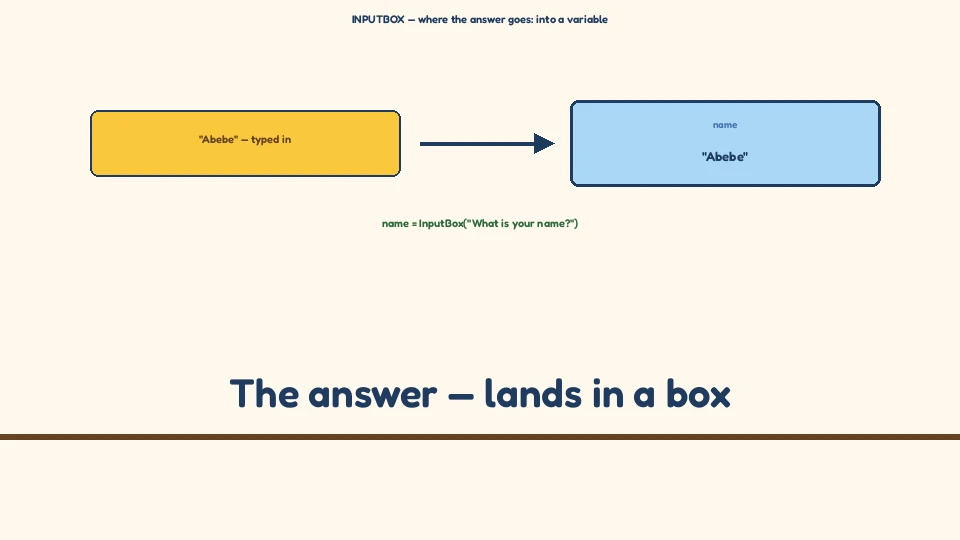 INPUTBOX — where the answer goes: into a variable
"Abebe" — typed in
name
"Abebe"
name = InputBox("What is your name?")
The answer — lands in a box